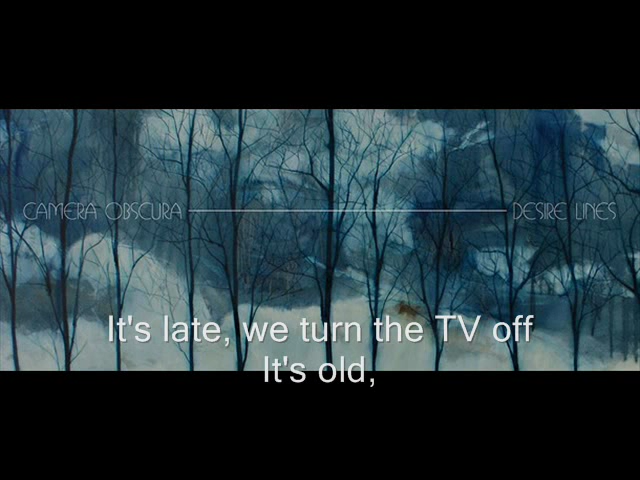 CAMERA OBSCURA DESIRE LINES
It's late, we turn the TV off
It's old,